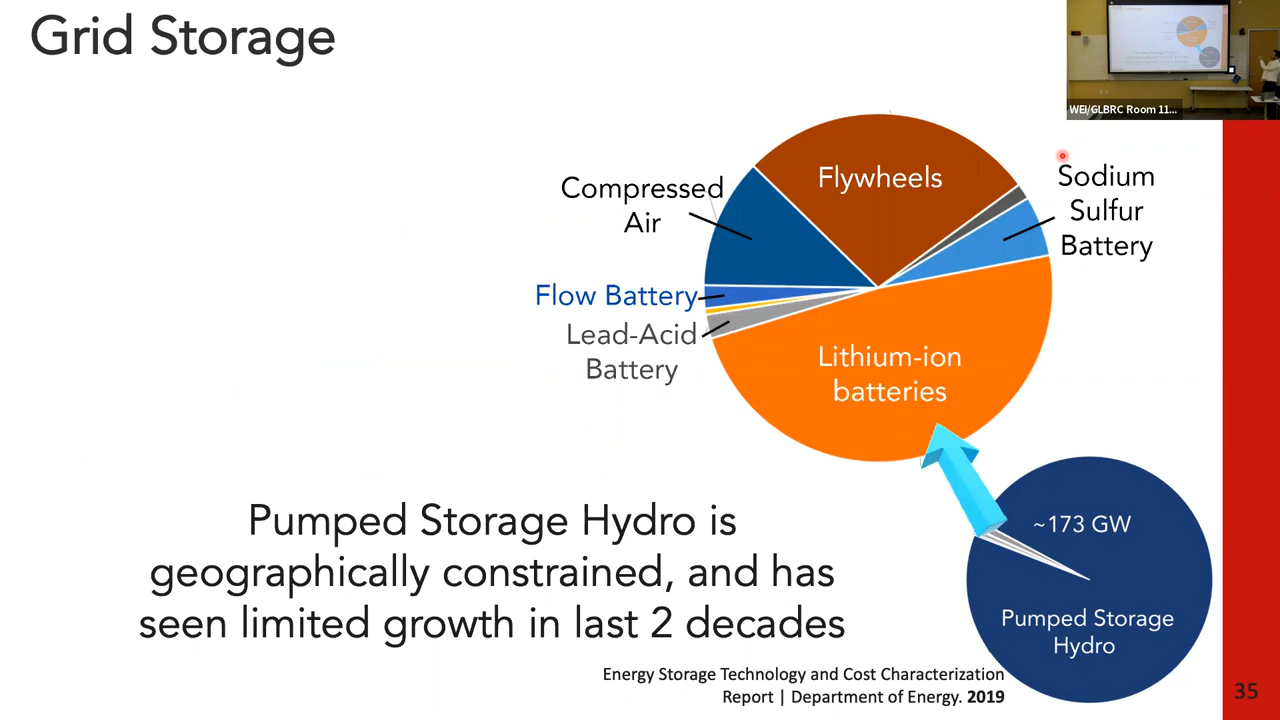 Grid Storage
WEI/GLBRC Room 11...
Flywheels
Sodium
Sulfur
Battery
Compressed
Air
Flow Battery
Lead-Acid
Battery
Lithium-ion
batteries
~173 GW
Pumped Storage
Hydro
Pumped Storage Hydro is
geographically constrained, and has
seen limited growth in last 2 decades
Energy Storage Technology and Cost Characterization
Report | Department of Energy. 2019
35